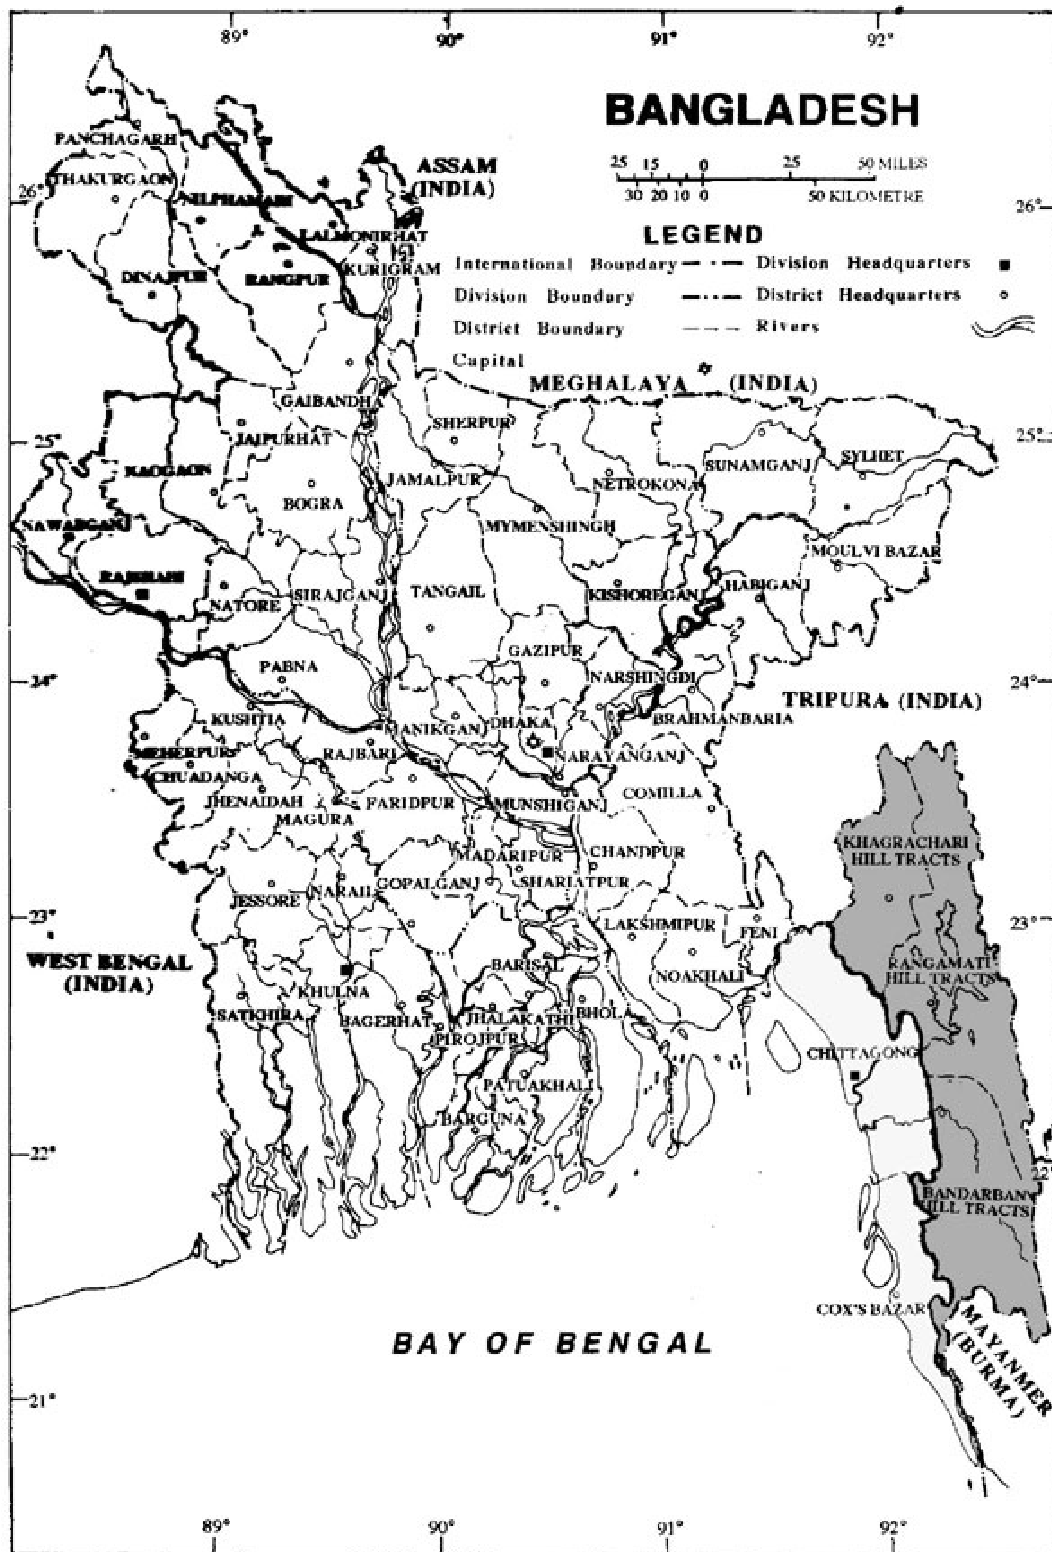 89° 90° 91° 92°
BANGLADESH
25 15 0 25 50 MILES
30 20 10 0 50 KILOMETRE
LEGEND
International Boundary
Division Headquarters
Division Boundary
District Headquarters
District Boundary
Rivers
Capital
ASSAM
(INDIA)
MEGHALAYA (INDIA)
26°
26°
PANCHAGARH
THAKURGAON
NILPHAMARI
LALMONIRHAT
KURIGRAM
DINAJPUR
RANGPUR
GAIBANDHA
SHERPUR
25°
25°
JAIPURHAT
NAOGAON
BOGRA
JAMALPUR
NETROKONA
SUNAMGANJ
SYLHET
NAWABGANJ
MYMENSHINGH
MOULVI BAZAR
RAJSHAHI
NATORE
SIRAJGANJ
TANGAIL
KISHOREGANJ
HABIGANJ
GAZIPUR
PABNA
NARSHINGDI
24°
24°
TRIPURA (INDIA)
KUSHTIA
MANIKGANJ
DHAKA
BRAHMANBARIA
MEHERPUR
RAJBARI
NARAYANGANJ
CHUADANGA
JHENAIDAH
FARIDPUR
MUNSHIGANJ
COMILLA
MAGURA
KHAGRACHARI
HILL TRACTS
MADARIPUR
CHANDPUR
GOPALGANJ
SHARIATPUR
JESSORE
NARAIL
23°
23°
LAKSHMIPUR
FENI
WEST BENGAL
(INDIA)
BARISAL
NOAKHALI
RANGAMATI
HILL TRACTS
KHULNA
SATKHIRA
BAGERHAT
JHALAKATHI
BHOLA
PIROJPUR
CHITTAGONG
PATUAKHALI
BARGUNA
22°
22°
BANDARBAN
HILL TRACTS
COX'S BAZAR
BAY OF BENGAL
MAYANMER
(BURMA)
21°
89° 90° 91° 92°